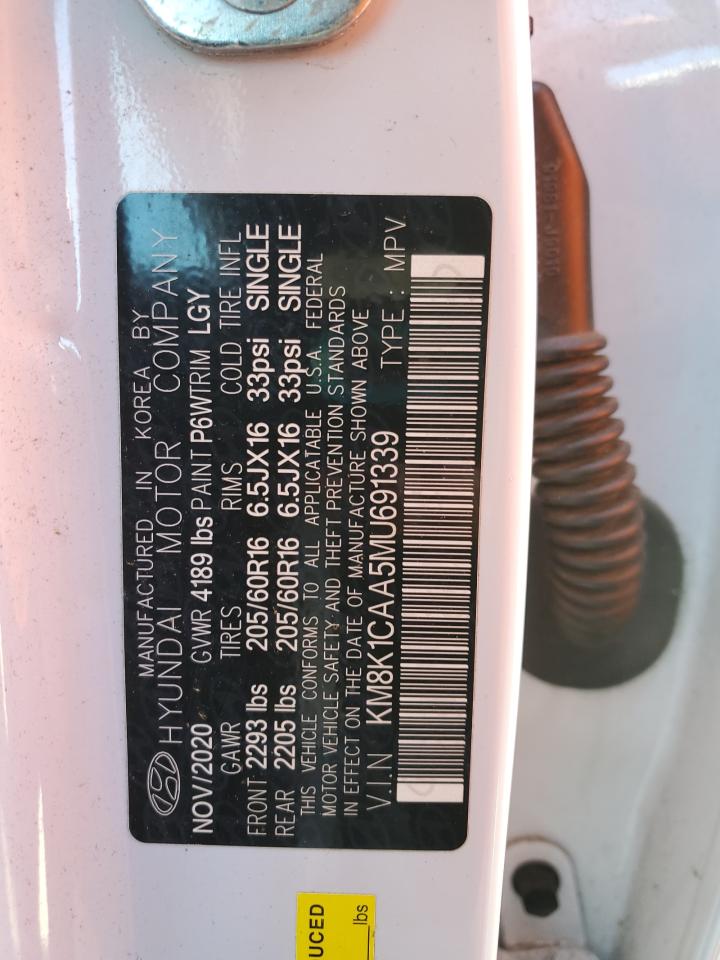 MANUFACTURED IN KOREA BY
HYUNDAI MOTOR COMPANY
NOV/2020 GVWR 4189 lbs PAINT P6W TRIM LGY
GAWR TIRES RIMS COLD TIRE INFL
FRONT 2293 lbs 205/60R16 6.5JX16 33psi SINGLE
REAR 2205 lbs 205/60R16 6.5JX16 33psi SINGLE
THIS VEHICLE CONFORMS TO ALL APPLICATABLE U.S.A. FEDERAL
MOTOR VEHICLE SAFETY AND THEFT PREVENTION STANDARDS
IN EFFECT ON THE DATE OF MANUFACTURE SHOWN ABOVE
V.I.N KM8K1CAA5MU691339 TYPE : MPV
UCED
lbs